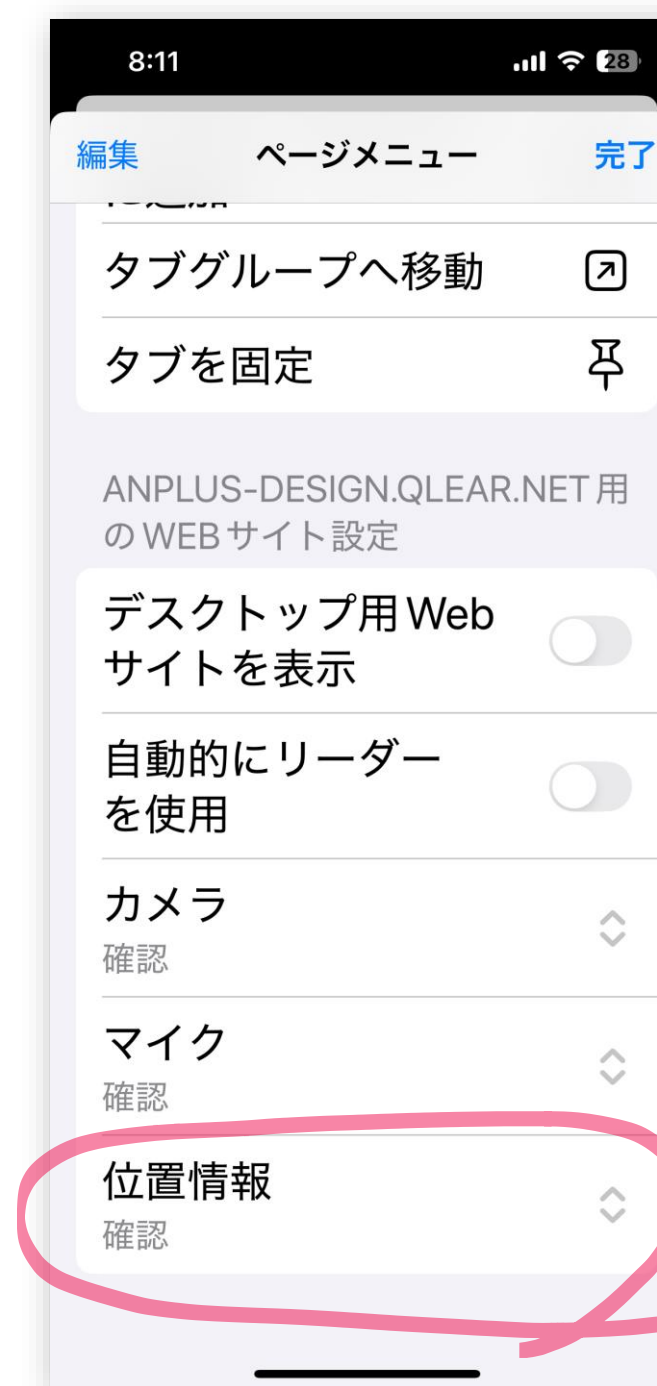 8:11
28
編集 ページメニュー 完了
に追加
タブグループへ移動
タブを固定
ANPLUS-DESIGN.QLEAR.NET用
のWEBサイト設定
デスクトップ用Web
サイトを表示
自動的にリーダー
を使用
カメラ
確認
マイク
確認
位置情報
確認